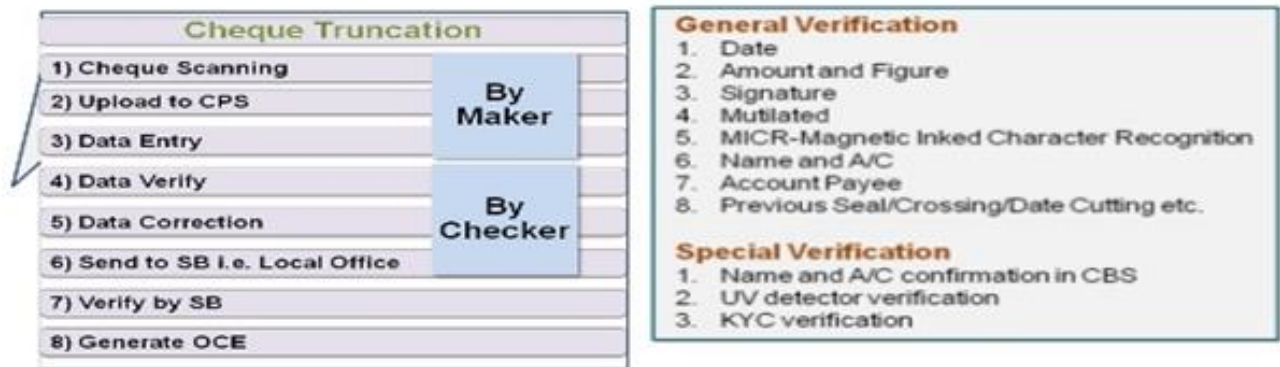 Cheque Truncation
1) Cheque Scanning
2) Upload to CPS
3) Data Entry
By
Maker
4) Data Verify
5) Data Correction
6) Send to SB i.e. Local Office
By
Checker
7) Verify by SB
8) Generate OCE
General Verification
1. Date
2. Amount and Figure
3. Signature
4. Mutilated
5. MICR-Magnetic Inked Character Recognition
6. Name and A/C
7. Account Payee
8. Previous Seal/Crossing/Date Cutting etc.
Special Verification
1. Name and A/C confirmation in CBS
2. UV detector verification
3. KYC verification